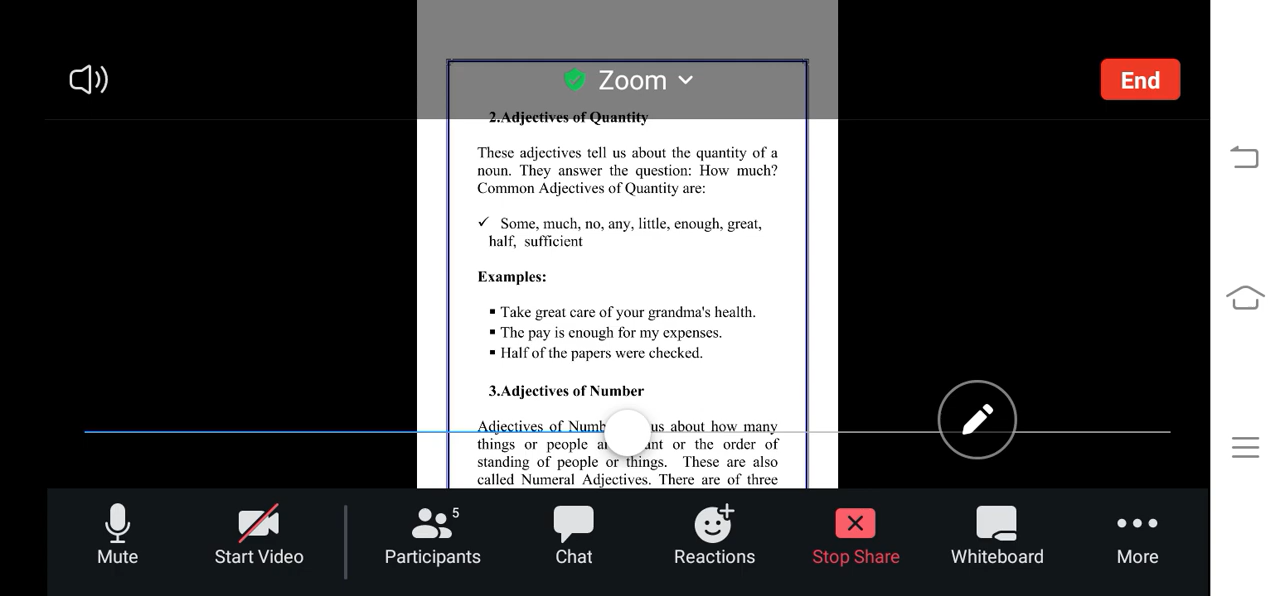 Zoom
End
2.Adjectives of Quantity
These adjectives tell us about the quantity of a
noun. They answer the question: How much?
Common Adjectives of Quantity are:
✓ Some, much, no, any, little, enough, great,
half, sufficient
Examples:
▪ Take great care of your grandma's health.
▪ The pay is enough for my expenses.
▪ Half of the papers were checked.
3.Adjectives of Number
Adjectives of us about how many
things or people or the order of
standing of people or things. These are also
called Numeral Adjectives. There are of three
5
Mute
Start Video
Participants
Chat
Reactions
Stop Share
Whiteboard
More